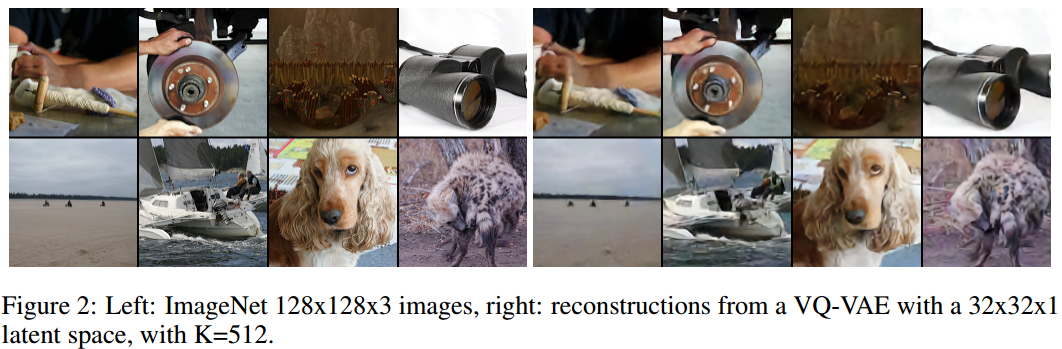 Figure 2: Left: ImageNet 128x128x3 images, right: reconstructions from a VQ-VAE with a 32x32x1
latent space, with K=512.